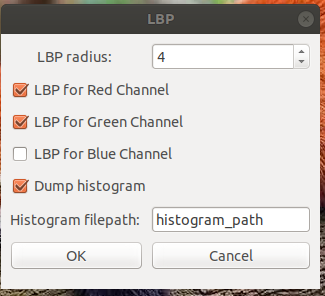 LBP
LBP radius: 4
LBP for Red Channel
LBP for Green Channel
LBP for Blue Channel
Dump histogram
Histogram filepath: histogram_path
OK Cancel